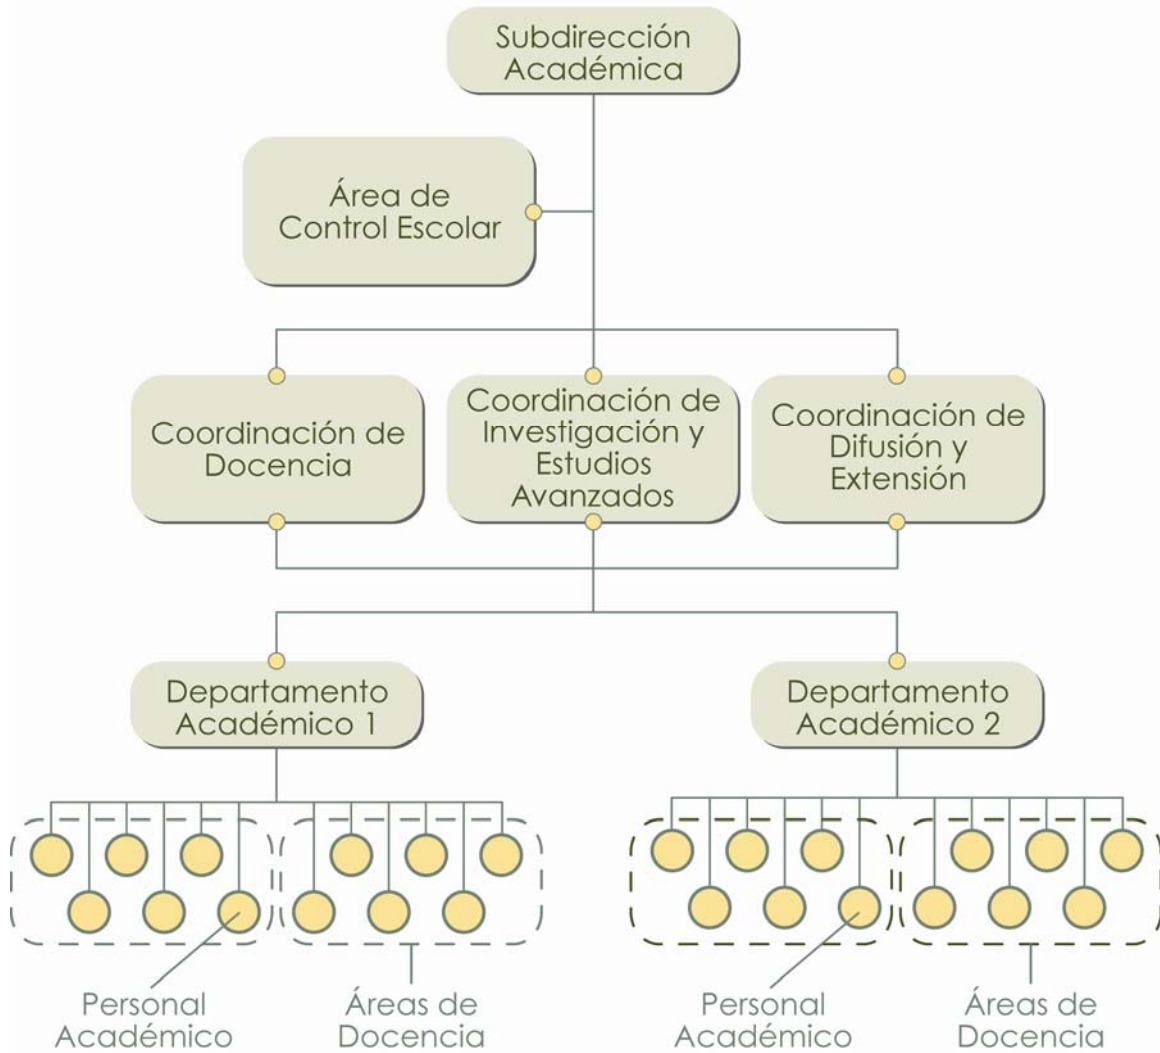 Subdirección
Académica
Área de
Control Escolar
Coordinación de
Docencia
Coordinación de
Investigación y
Estudios
Avanzados
Coordinación de
Difusión y
Extensión
Departamento
Académico 1
Departamento
Académico 2
Personal
Académico
Áreas de
Docencia
Personal
Académico
Áreas de
Docencia